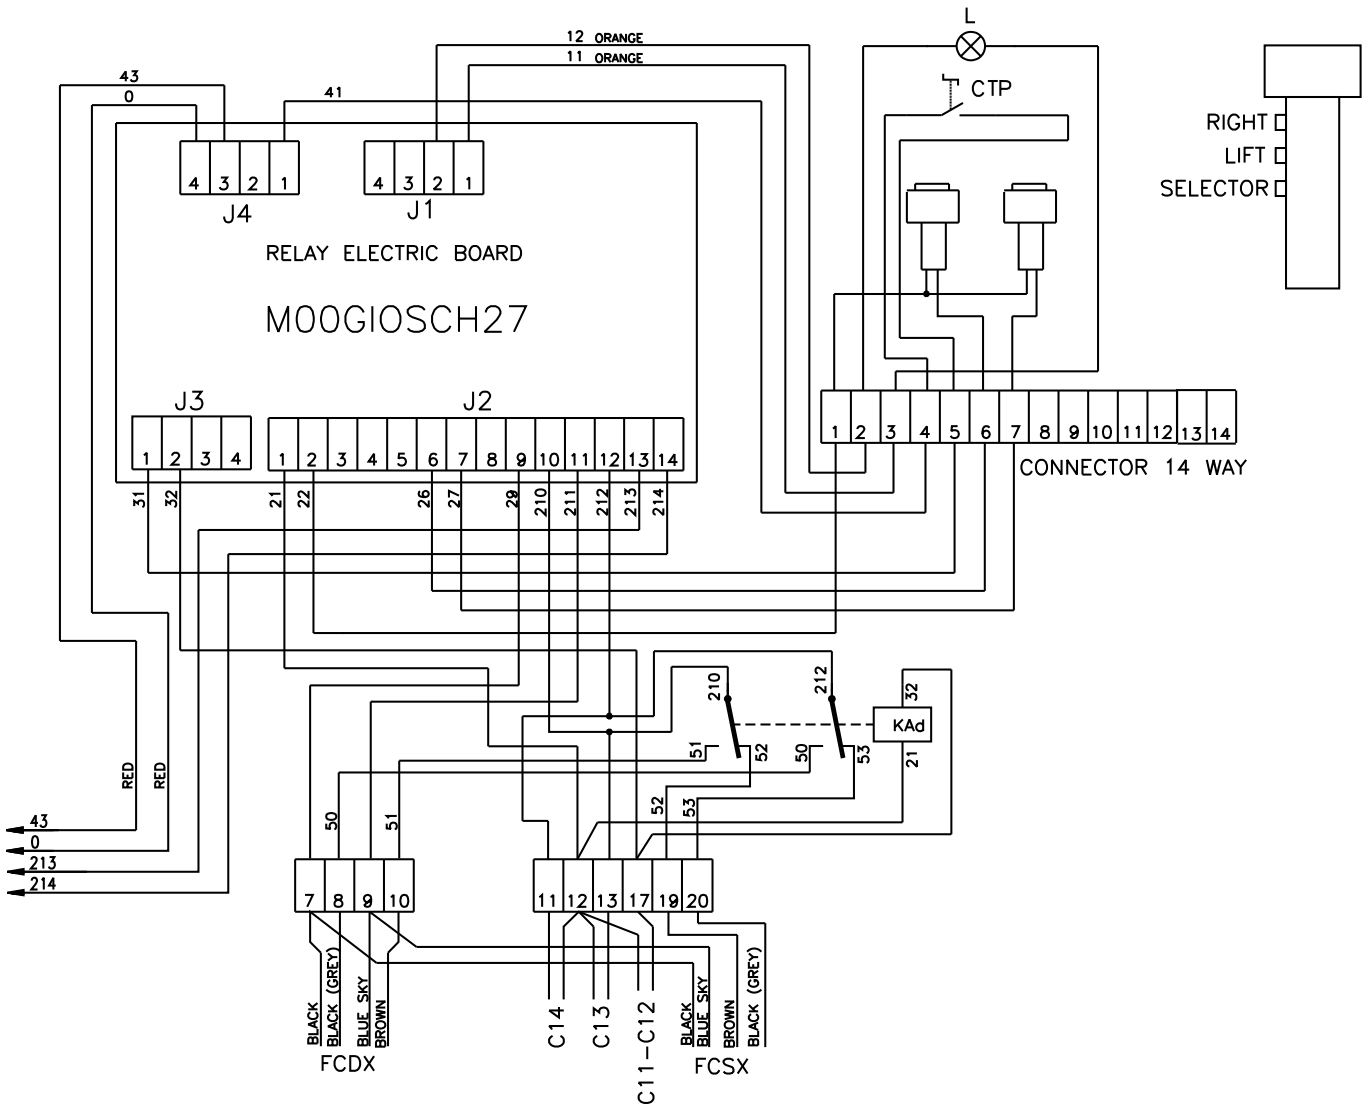 L
12 ORANGE
11 ORANGE
43
0
41
CTP
RIGHT
LIFT
SELECTOR
4 3 2 1
J4
4 3 2 1
J1
RELAY ELECTRIC BOARD
M00GIOSCH27
J3
J2
1 2 3 4
1 2 3 4 5 6 7 8 9 10 11 12 13 14
1 2 3 4 5 6 7 8 9 10 11 12 13 14
CONNECTOR 14 WAY
31
32
21
22
26
27
29
210
211
212
213
214
210
212
32
KAd
51
52
50
53
21
RED
RED
50
51
52
53
43
0
213
214
7 8 9 10
11 12 13 17 19 20
BLACK
BLACK (GREY)
BLUE SKY
BROWN
FCDX
C14
C13
C11-C12
BLACK
BLUE SKY
BROWN
BLACK (GREY)
FCSX